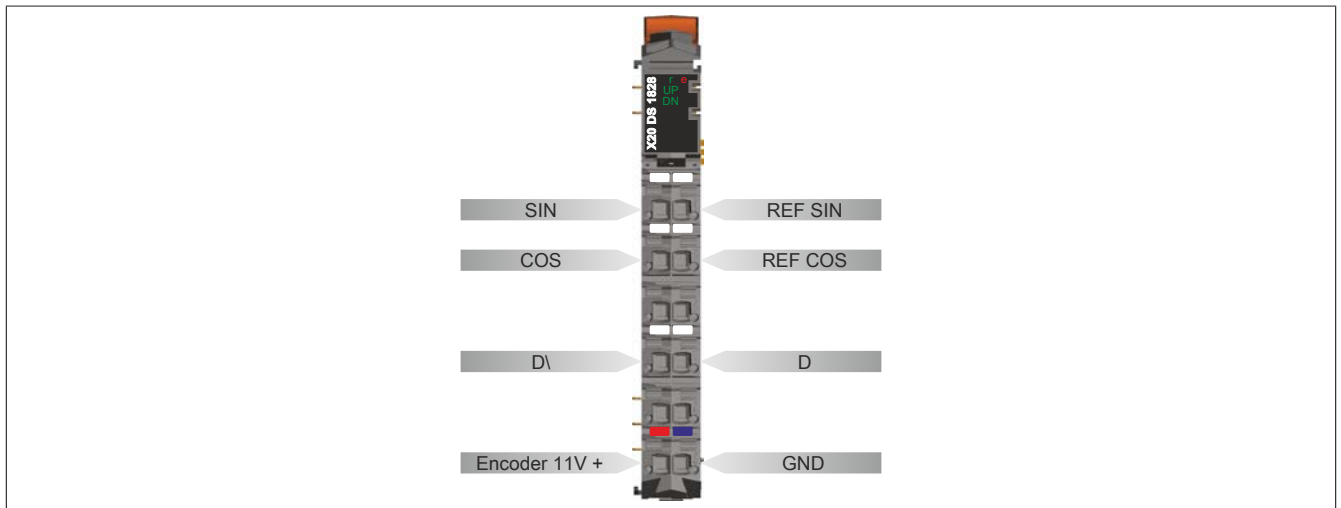 X20 DS 1828
r e
UP
DN
SIN
REF SIN
COS
REF COS
D\
D
Encoder 11V +
GND